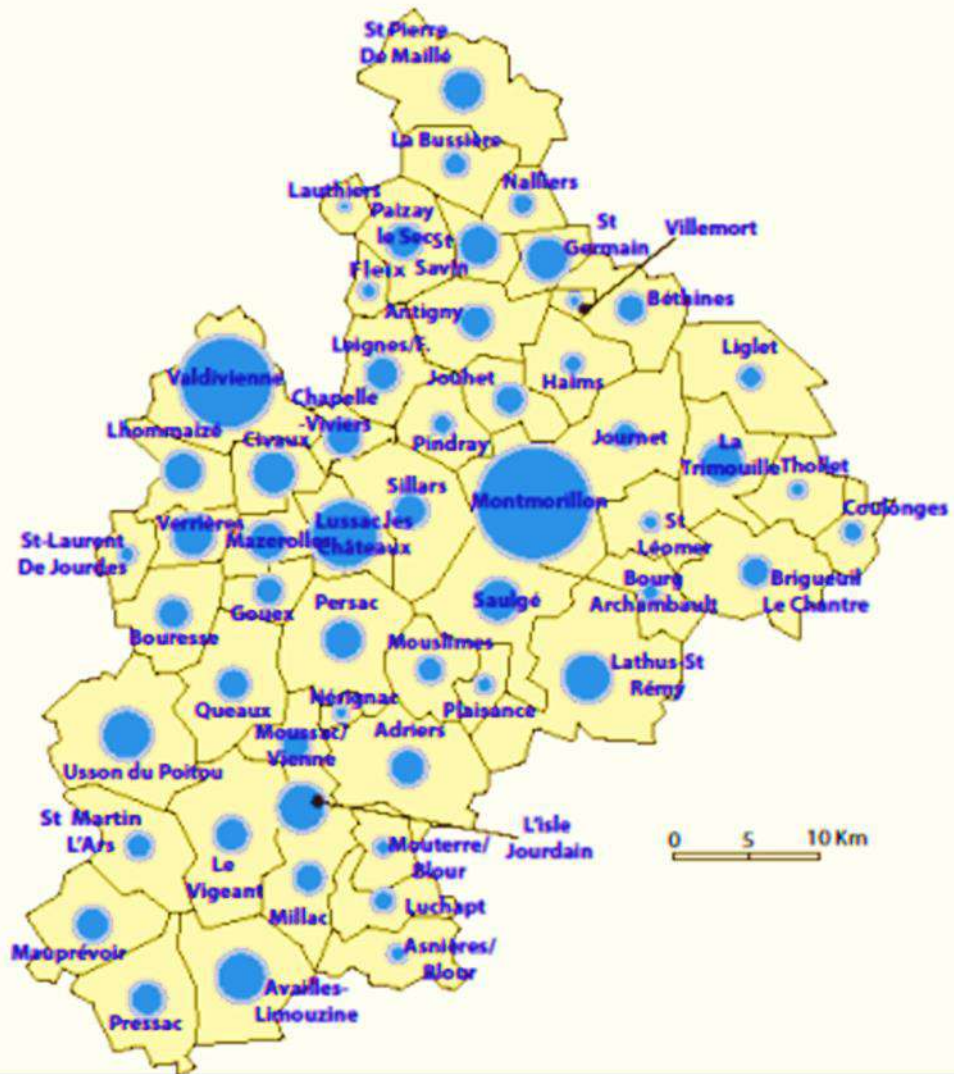 St Pierre
De Maillé
La Bussière
Nalliers
Lauthiers
Paizay
le Sec
St
Savin
St
Germain
Villemort
Fleix
Antigny
Béthines
Leignes/F.
Liglet
Valdivienne
Jouhet
Haims
Chapelle
-Viviers
Lhommaizé
Civaux
Pindray
Journet
La
Trimouille
Thollet
Sillars
Montmorillon
Coulonges
Verrières
Lussac les
Châteaux
Mazerolles
St
Léomer
St-Laurent
De Jourdes
Bourg
Archambault
Brigueuil
Le Chantre
Gouex
Persac
Saulgé
Bouresse
Mouslimes
Lathus-St
Rémy
Queaux
Nérignac
Plaisance
Moussac/
Vienne
Adriers
Usson du Poitou
St Martin
L'Ars
L'isle
Jourdain
0 5 10 Km
Mouterre/
Blour
Le
Vigeant
Luchapt
Millac
Mauprévoir
Asnières/
Blour
Availles-
Limouzine
Pressac